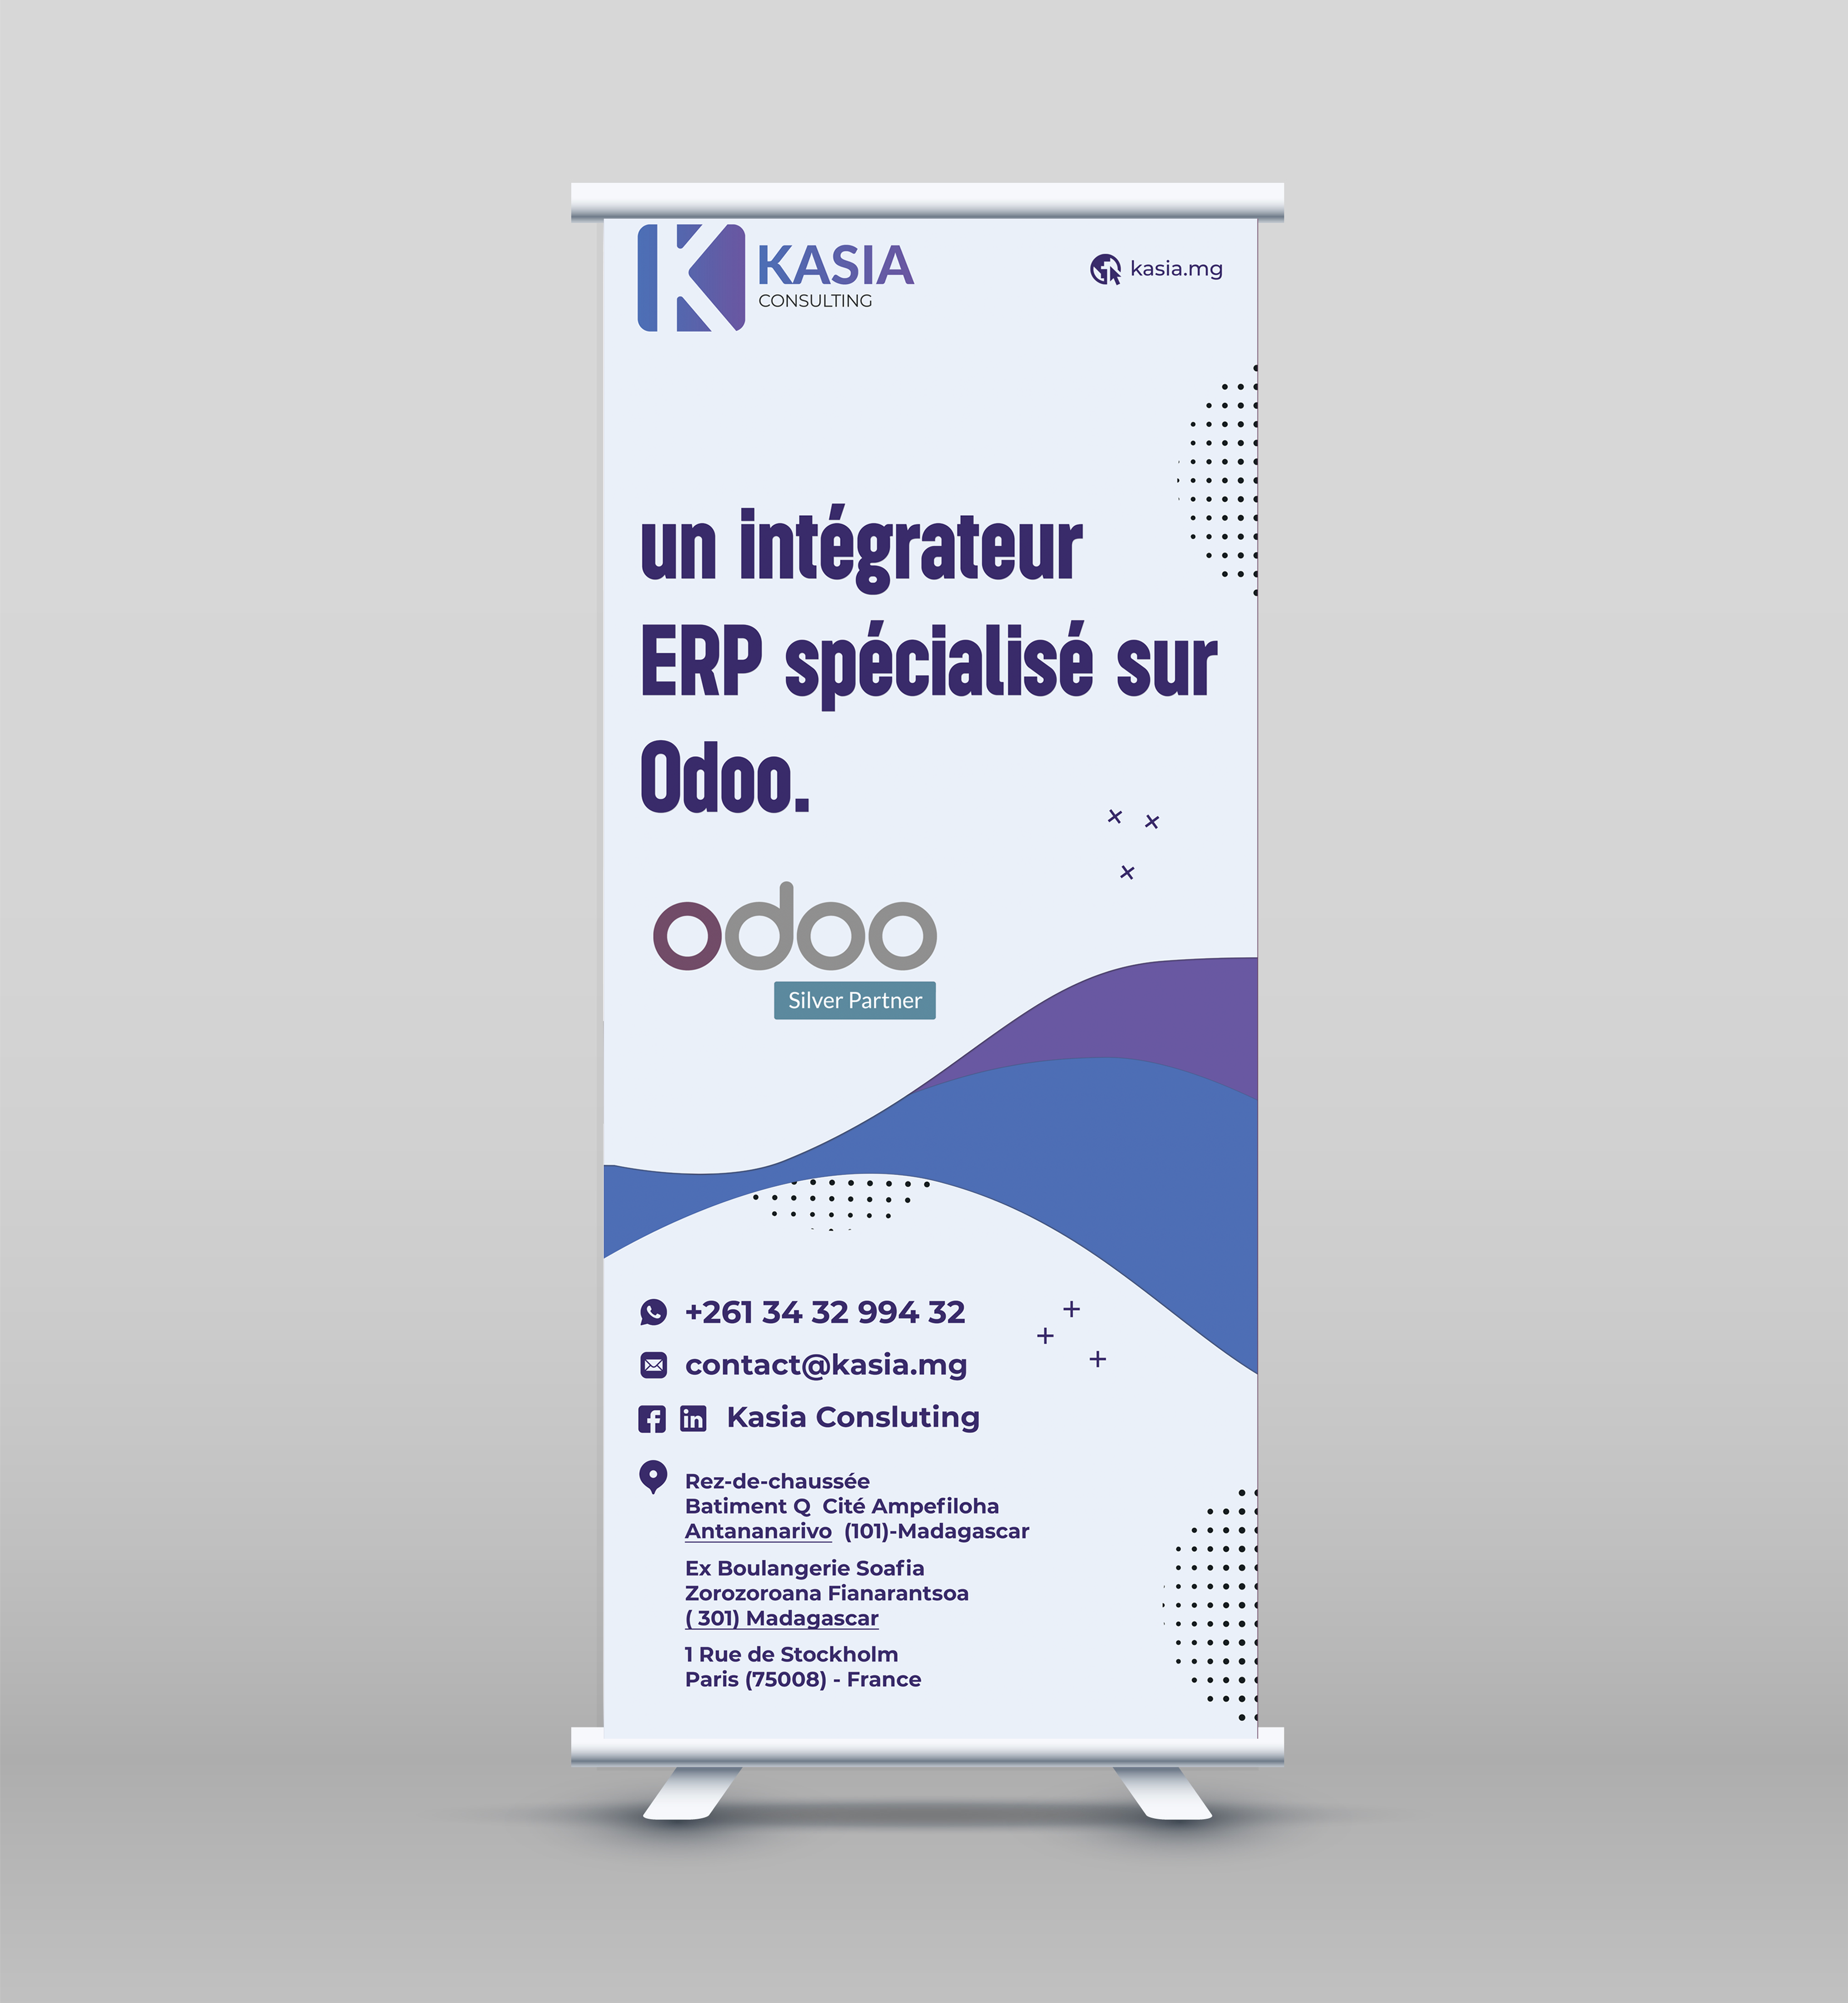 KASIA
CONSULTING
kasia.mg
un intégrateur
ERP spécialisé sur
Odoo.
odoo
Silver Partner
+261 34 32 994 32
contact@kasia.mg
Kasia Consluting
Rez-de-chaussée
Batiment Q Cité Ampefiloha
Antananarivo (101)-Madagascar
Ex Boulangerie Soafia
Zorozoroana Fianarantsoa
( 301) Madagascar
1 Rue de Stockholm
Paris (75008) - France